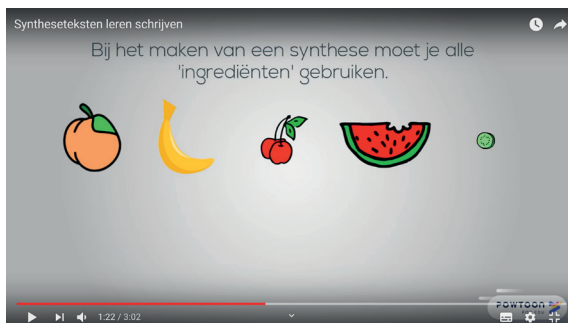 Syntheseteksten leren schrijven
Bij het maken van een synthese moet je alle
'ingrediënten' gebruiken.
1:22 / 3:02
POWTOON